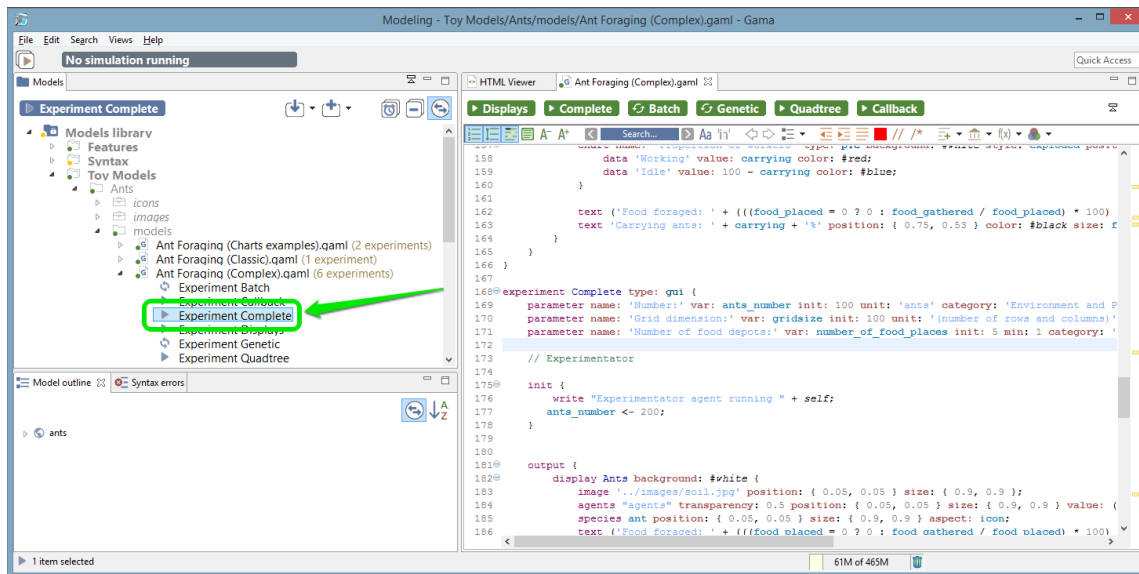 Modeling - Toy Models/Ants/models/Ant Foraging (Complex).gaml - Gama
File Edit Search Views Help
No simulation running
Quick Access
Models
Experiment Complete
Models library
Features
Syntax
Toy Models
Ants
icons
images
models
Ant Foraging (Charts examples).gaml (2 experiments)
Ant Foraging (Classic).gaml (1 experiment)
Ant Foraging (Complex).gaml (6 experiments)
Experiment Batch
Experiment Callback
Experiment Complete
Experiment Displays
Experiment Genetic
Experiment Quadtree
Model outline Syntax errors
A
Z
ants
HTML Viewer Ant Foraging (Complex).gaml
Displays Complete Batch Genetic Quadtree Callback
A- A+ Search... Aa \n // /* f(x)
158 data 'Working' value: carrying color: #red;
159 data 'Idle' value: 100 - carrying color: #blue;
160 }
161
162 text ('Food foraged: ' + (((food_placed = 0 ? 0 : food_gathered / food_placed) * 100)
163 text 'Carrying ants: ' + carrying + '%' position: { 0.75, 0.53 } color: #black size: f
164 }
165 }
166 }
167
168 experiment Complete type: gui {
169 parameter name: 'Number:' var: ants_number init: 100 unit: 'ants' category: 'Environment and P
170 parameter name: 'Grid dimension:' var: gridsize init: 100 unit: '(number of rows and columns)'
171 parameter name: 'Number of food depots:' var: number_of_food_places init: 5 min: 1 category: '
172
173 // Experimentator
174
175 init {
176 write "Experimentator agent running " + self;
177 ants_number <- 200;
178 }
179
180
181 output {
182 display Ants background: #white {
183 image '../images/soil.jpg' position: { 0.05, 0.05 } size: { 0.9, 0.9 };
184 agents "agents" transparency: 0.5 position: { 0.05, 0.05 } size: { 0.9, 0.9 } value: (
185 species ant position: { 0.05, 0.05 } size: { 0.9, 0.9 } aspect: icon;
186 text ('Food foraged: ' + (((food_placed = 0 ? 0 : food_gathered / food_placed) * 100)
1 item selected
61M of 465M